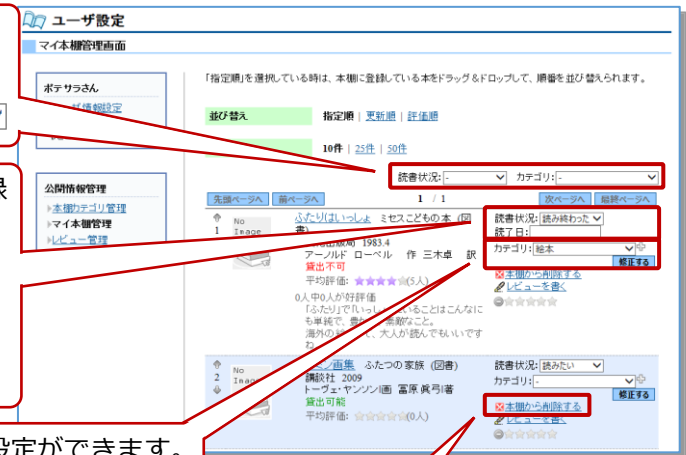 ユーザ設定
マイ本棚管理画面
ポテサラさん
「指定順」を選択している時は、本棚に登録している本をドラッグ&ドロップして、順番を並び替えられます。
並び替え 指定順 | 更新順 | 評価順
10件 | 25件 | 50件
読書状況: - カテゴリ: -
録
公開情報管理
本棚カテゴリ管理
マイ本棚管理
レビュー管理
先頭ページへ 前ページへ 1 / 1 次ページへ 最終ページへ
1
No Image
ふたりはいっしょ ミセスこどもの本 (図書)
1983.4
アーノルド ローベル 作 三木卓 訳
貸出不可
平均評価: ★★★★☆(5人)
0人中0人が好評価
海外の
大人が読んでもいいですね
読書状況: 読み終わった
読了日:
カテゴリ: 絵本
修正する
本棚から削除する
レビューを書く
2
No Image
画集 ふたつの家族 (図書)
講談社 2009
トーヴェ・ヤンソン画 冨原眞弓著
貸出可能
平均評価: ☆☆☆☆☆(0人)
読書状況: 読みたい
カテゴリ: -
修正する
本棚から削除する
レビューを書く
設定ができます。